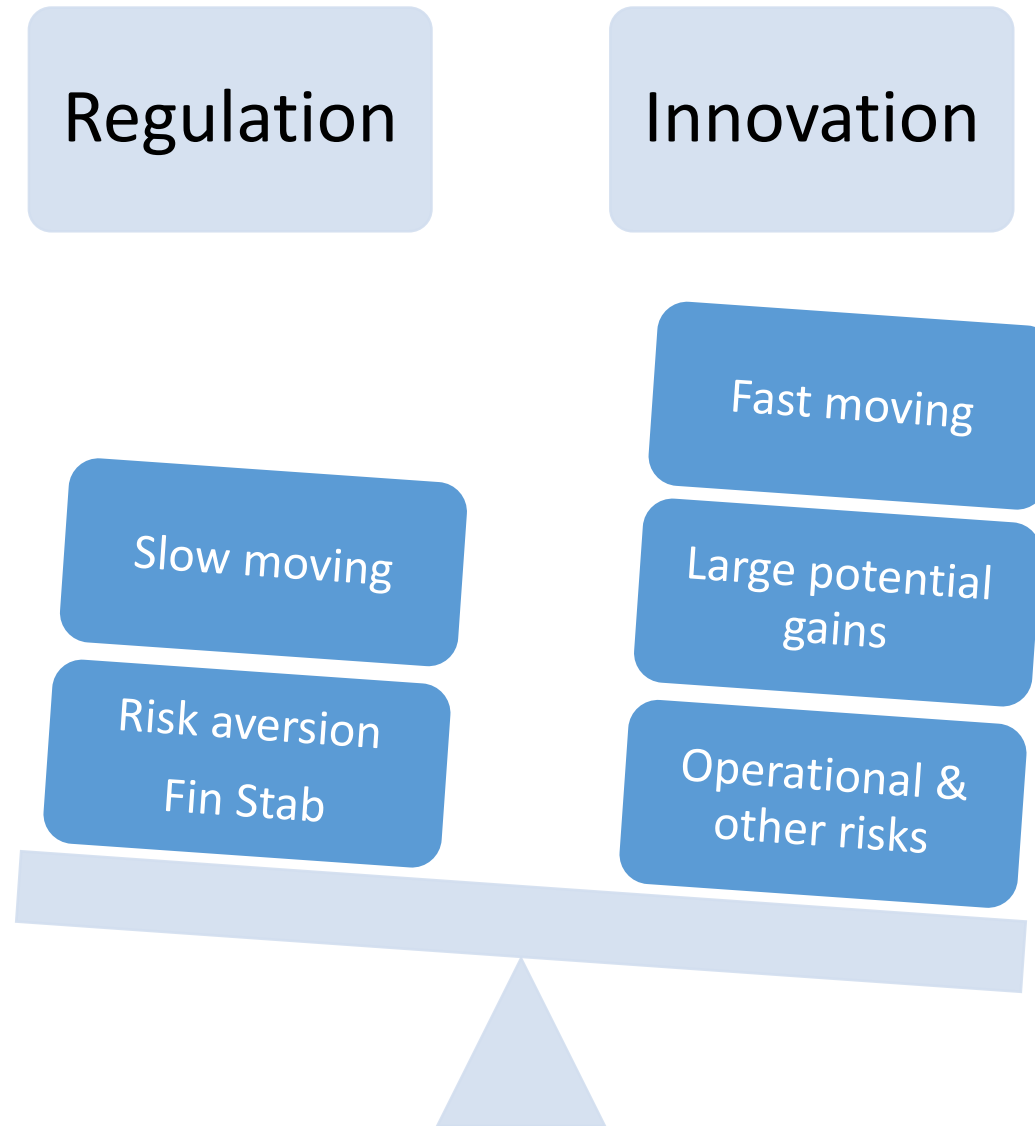 Regulation
Innovation
Slow moving
Risk aversion
Fin Stab
Fast moving
Large potential
gains
Operational &
other risks